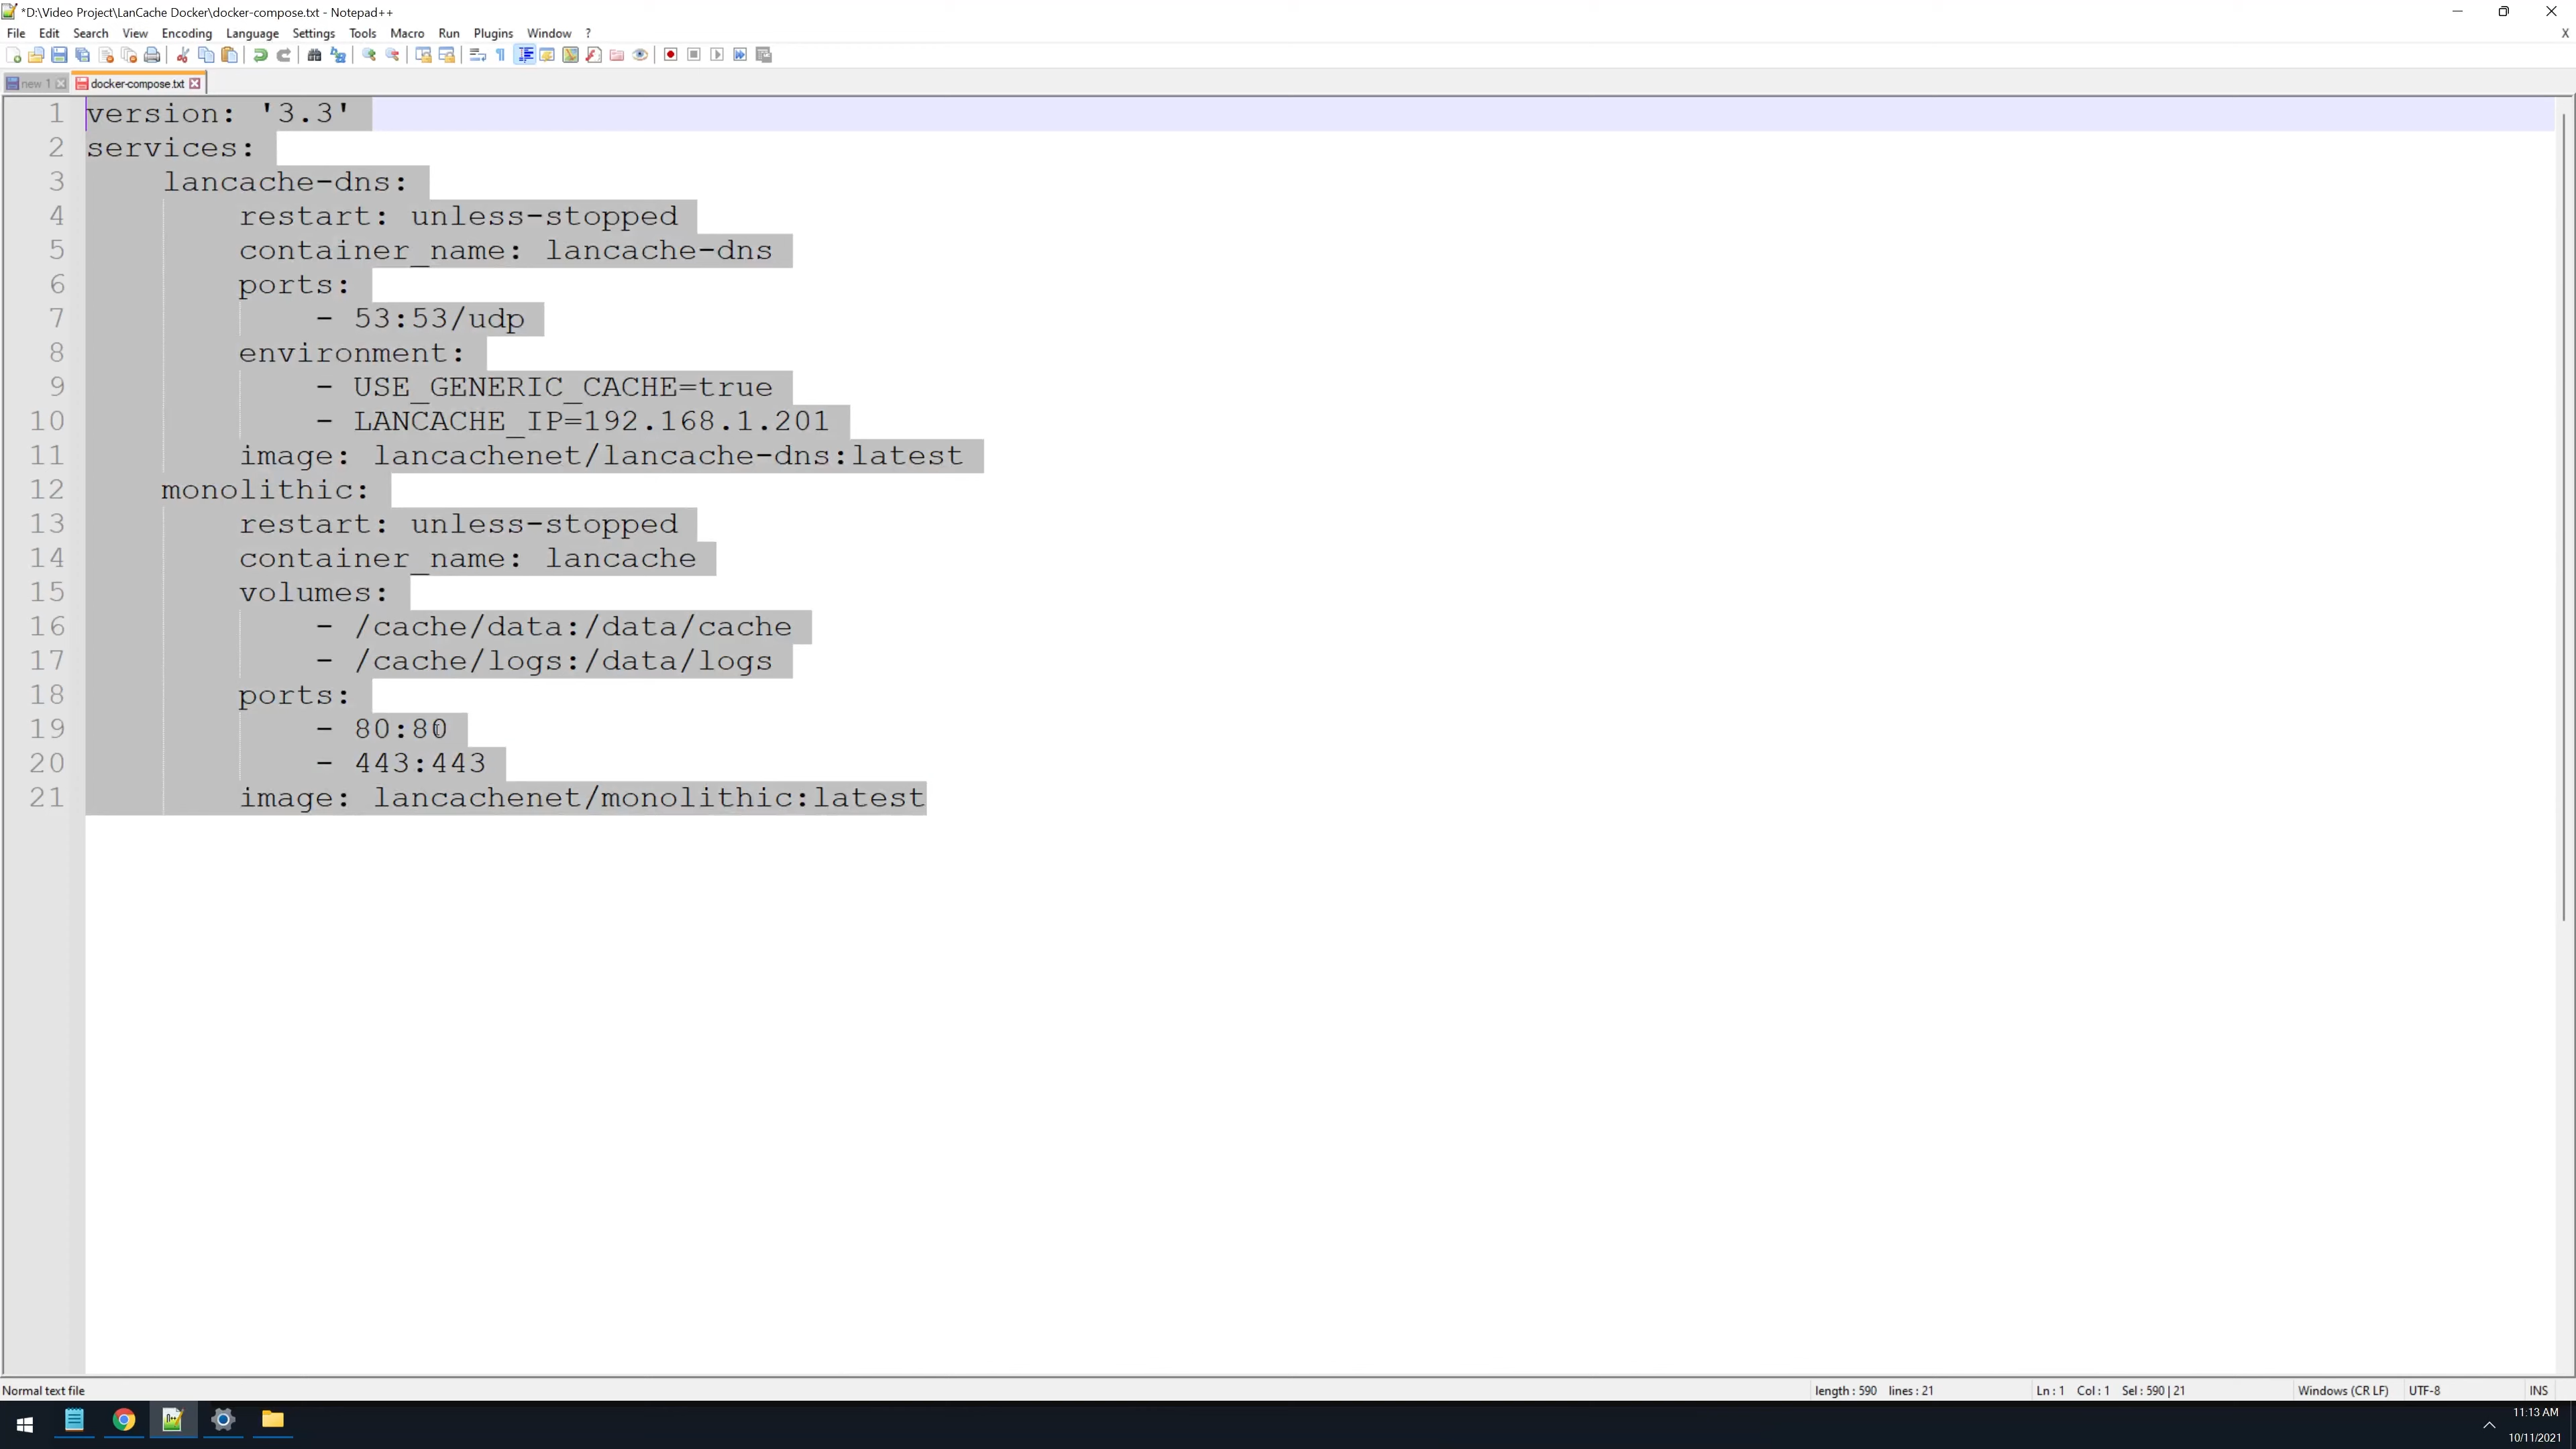 *D:\Video Project\LanCache Docker\docker-compose.txt - Notepad++
File Edit Search View Encoding Language Settings Tools Macro Run Plugins Window ? X
new 1 docker-compose.txt
1 version: '3.3'
2 services:
3 lancache-dns:
4 restart: unless-stopped
5 container_name: lancache-dns
6 ports:
7 - 53:53/udp
8 environment:
9 - USE_GENERIC_CACHE=true
10 - LANCACHE_IP=192.168.1.201
11 image: lancachenet/lancache-dns:latest
12 monolithic:
13 restart: unless-stopped
14 container_name: lancache
15 volumes:
16 - /cache/data:/data/cache
17 - /cache/logs:/data/logs
18 ports:
19 - 80:80
20 - 443:443
21 image: lancachenet/monolithic:latest
Normal text file length : 590 lines : 21 Ln : 1 Col : 1 Sel : 590 | 21 Windows (CR LF) UTF-8 INS
11:13 AM
10/11/2021